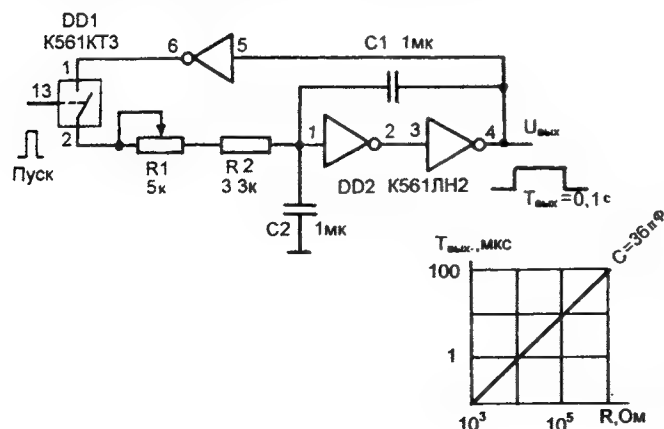 DD1
К561КТ3
1
13
2
Пуск
R1
5к
R2
3 3к
6
5
C1 1мк
C2
1мк
1
2
3
4
DD2 К561ЛН2
Uвых
Tвых=0,1с
Tвых.,мкс
100
1
10³
10⁵
R,Ом
C=36пФ